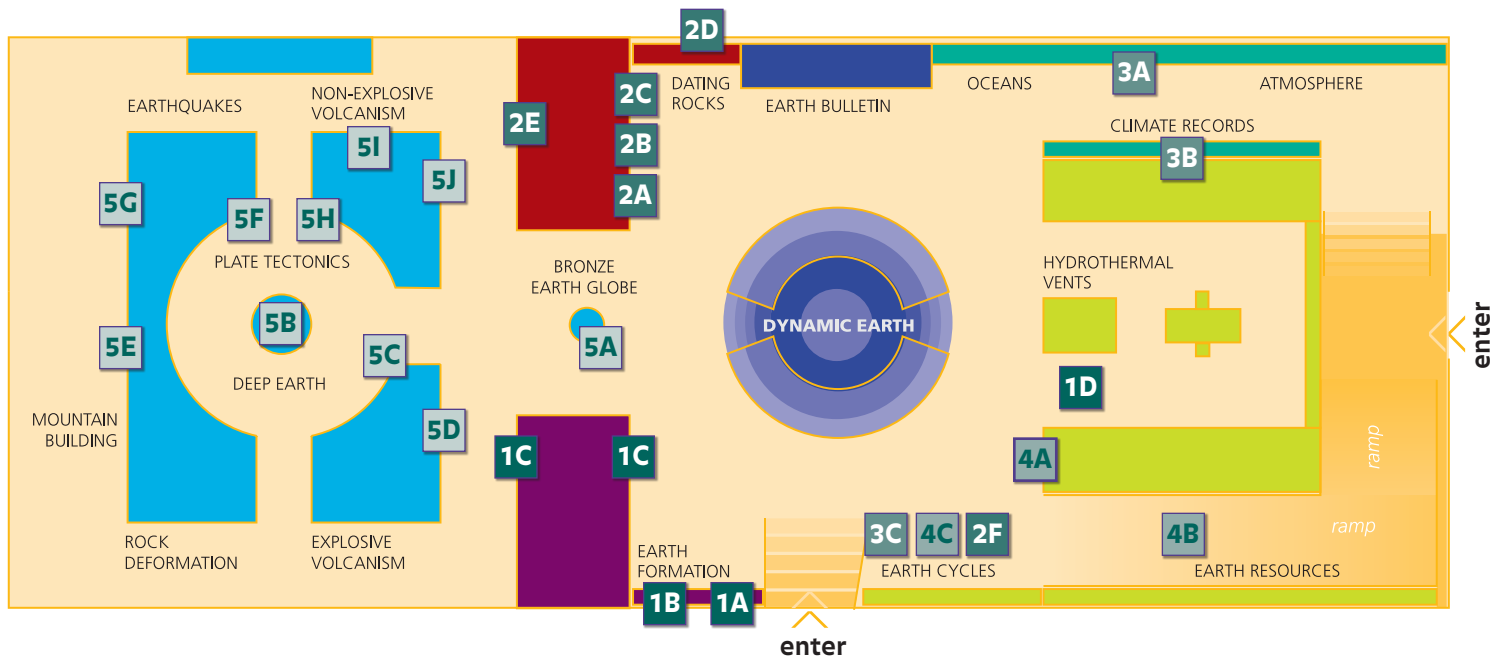 2D
EARTHQUAKES
NON-EXPLOSIVE
VOLCANISM
5I
5J
5G
5F
5H
PLATE TECTONICS
5B
5E
5C
DEEP EARTH
MOUNTAIN
BUILDING
5D
ROCK
DEFORMATION
EXPLOSIVE
VOLCANISM
2E
2C
2B
2A
DATING
ROCKS
EARTH BULLETIN
OCEANS
3A
ATMOSPHERE
CLIMATE RECORDS
3B
BRONZE
EARTH GLOBE
5A
DYNAMIC EARTH
HYDROTHERMAL
VENTS
1D
enter
1C
1C
4A
ramp
ramp
EARTH
FORMATION
1B
1A
3C
4C
2F
EARTH CYCLES
4B
EARTH RESOURCES
enter